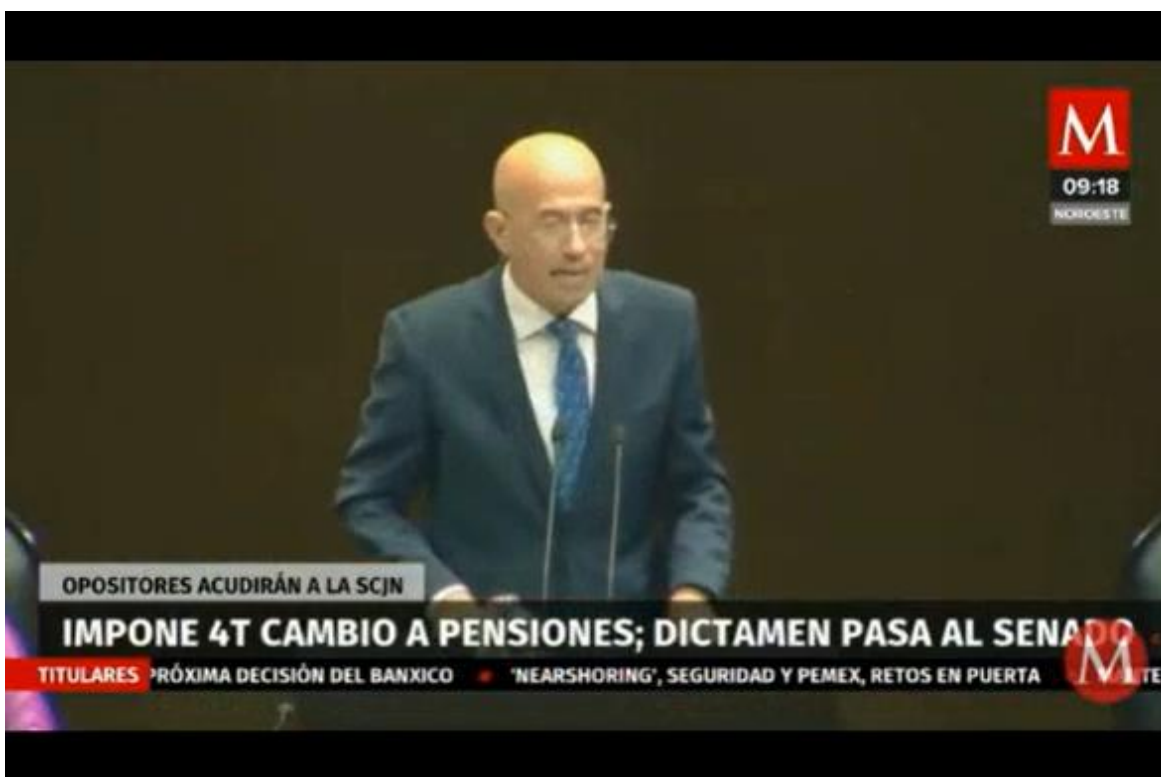 M
09:18
NOROESTE
OPOSITORES ACUDIRÁN A LA SCJN
IMPONE 4T CAMBIO A PENSIONES; DICTAMEN PASA AL SENADO
TITULARES PRÓXIMA DECISIÓN DEL BANXICO • 'NEARSHORING', SEGURIDAD Y PEMEX, RETOS EN PUERTA
M